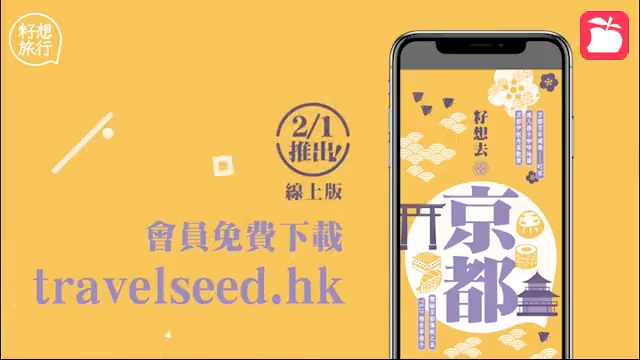 籽想
旅行
2/1
推出!
線上版
會員免費下載
travelseed.hk
籽想去
京都